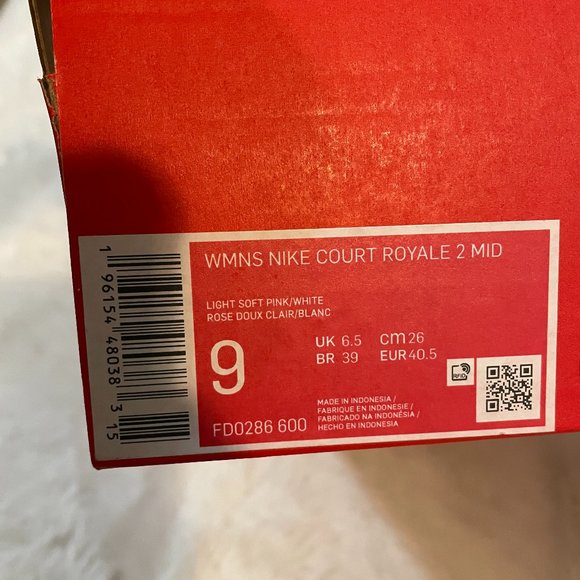 WMNS NIKE COURT ROYALE 2 MID
LIGHT SOFT PINK/WHITE
ROSE DOUX CLAIR/BLANC
9
UK 6.5 cm 26
BR 39 EUR 40.5
RFID
FD0286 600
MADE IN INDONESIA /
FABRIQUE EN INDONESIE /
FABRICADO NA INDONÉSIA /
HECHO EN INDONESIA
1 96154 48038 3 15